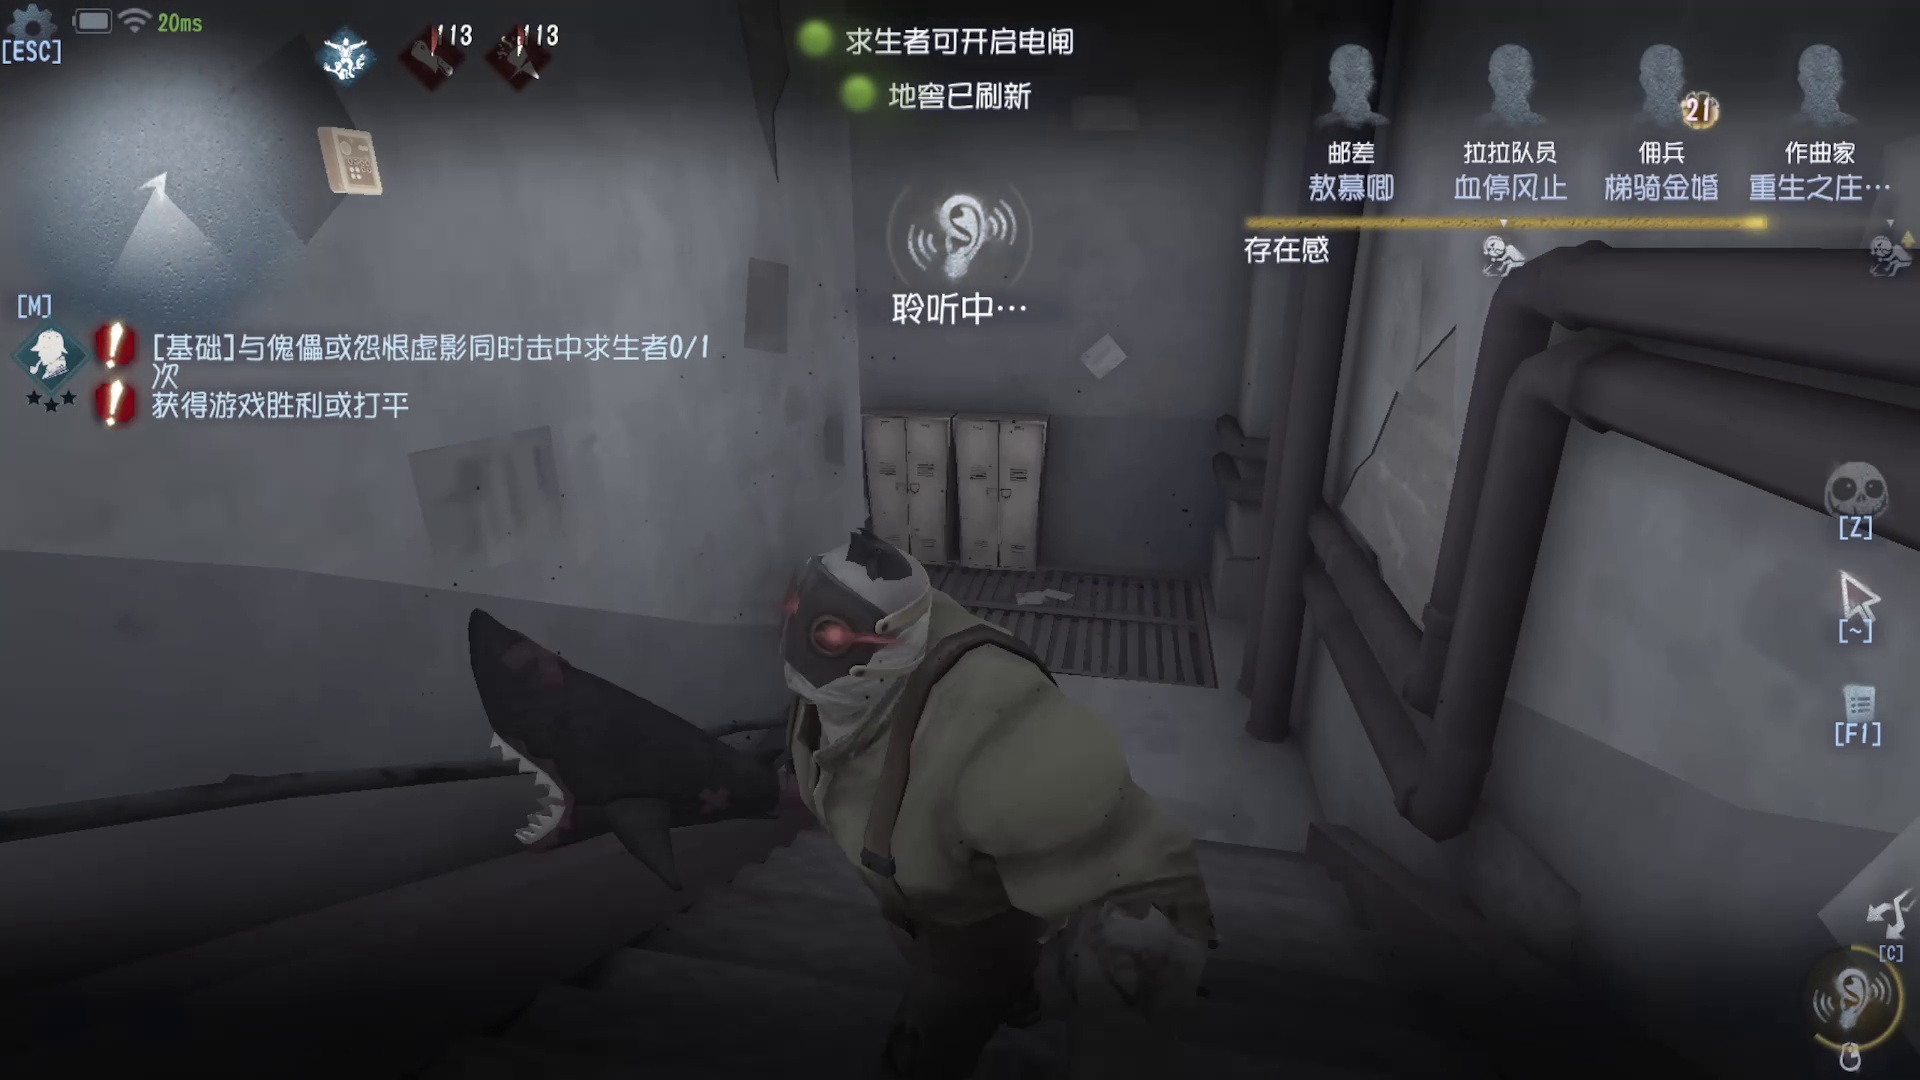 20ms
[ESC]
113
113
求生者可开启电闸
地窖已刷新
聆听中…
21
邮差
拉拉队员
佣兵
作曲家
敖慕卿
血停风止
梯骑金婚
重生之庄…
存在感
[M]
[基础]与傀儡或怨恨虚影同时击中求生者0/1
次
获得游戏胜利或打平
[Z]
[~]
[F1]
[C]